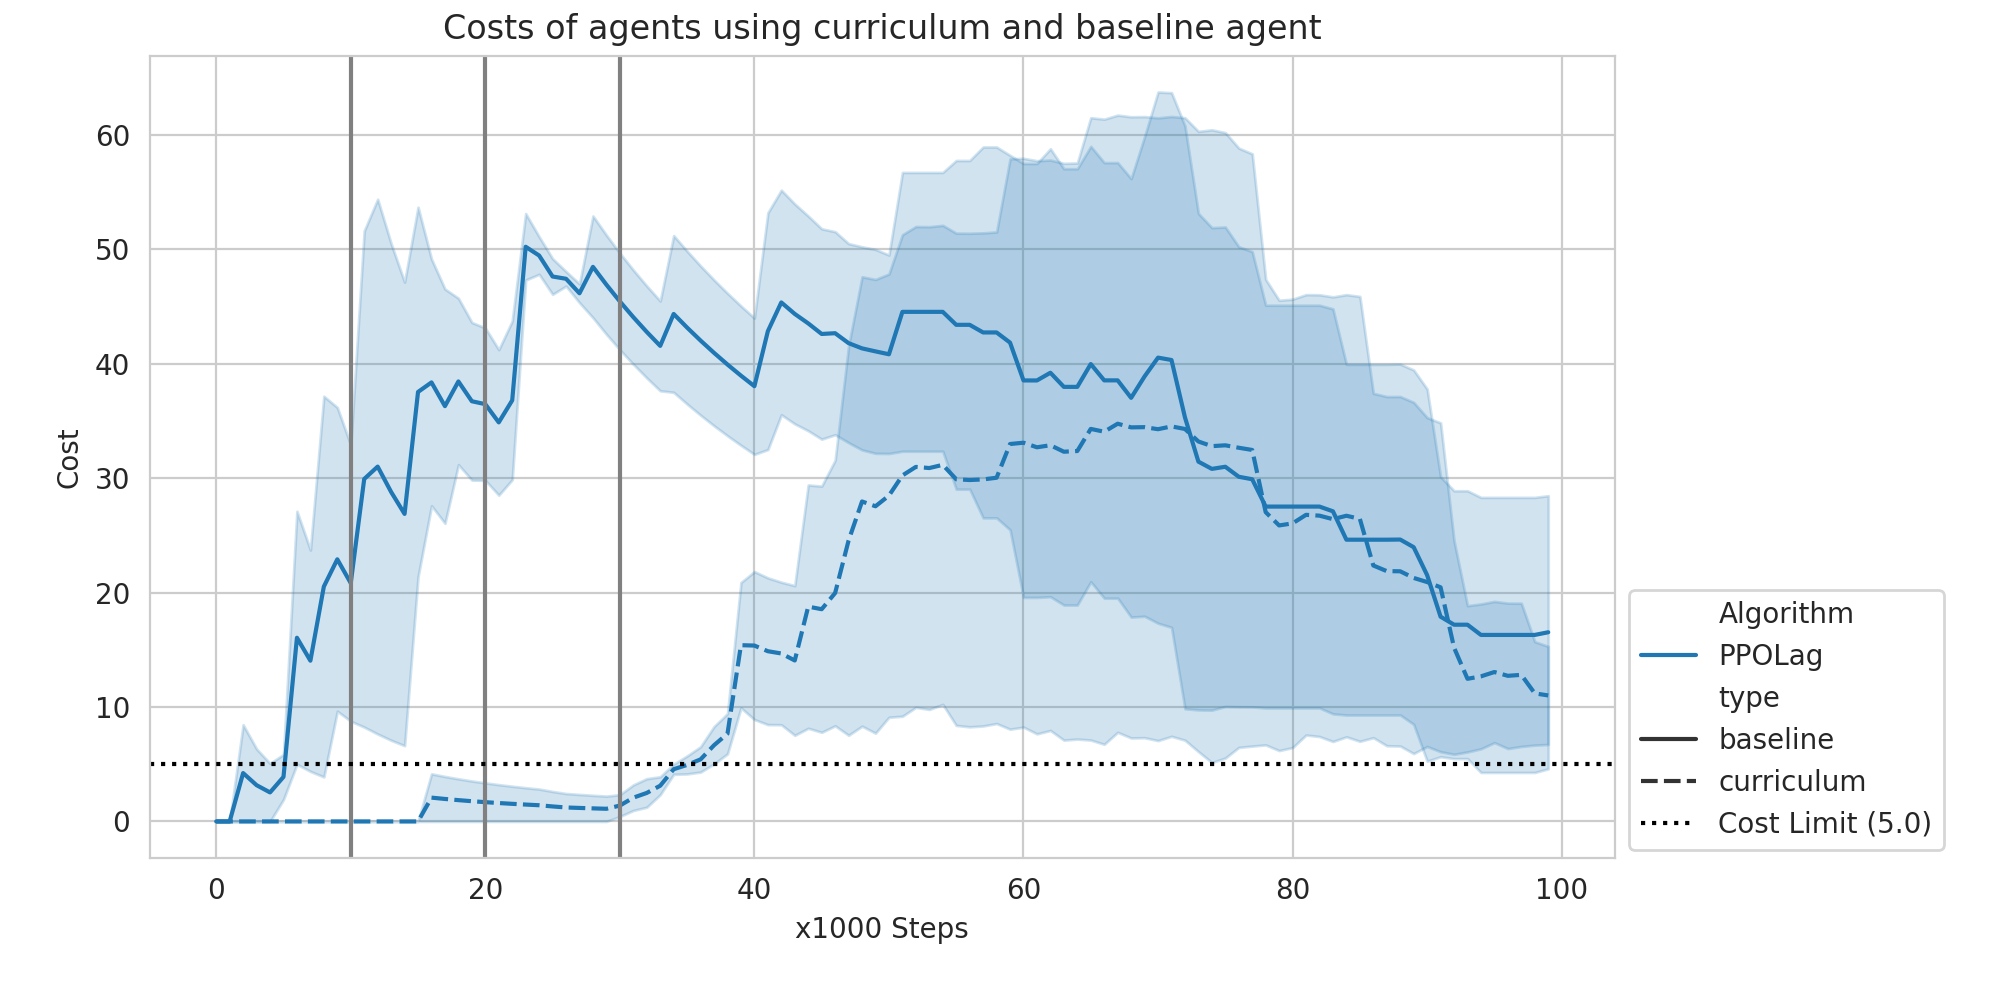 Costs of agents using curriculum and baseline agent
60
50
40
30
20
10
0
Cost
0 20 40 60 80 100
x1000 Steps
Algorithm
PPOLag
type
baseline
curriculum
Cost Limit (5.0)